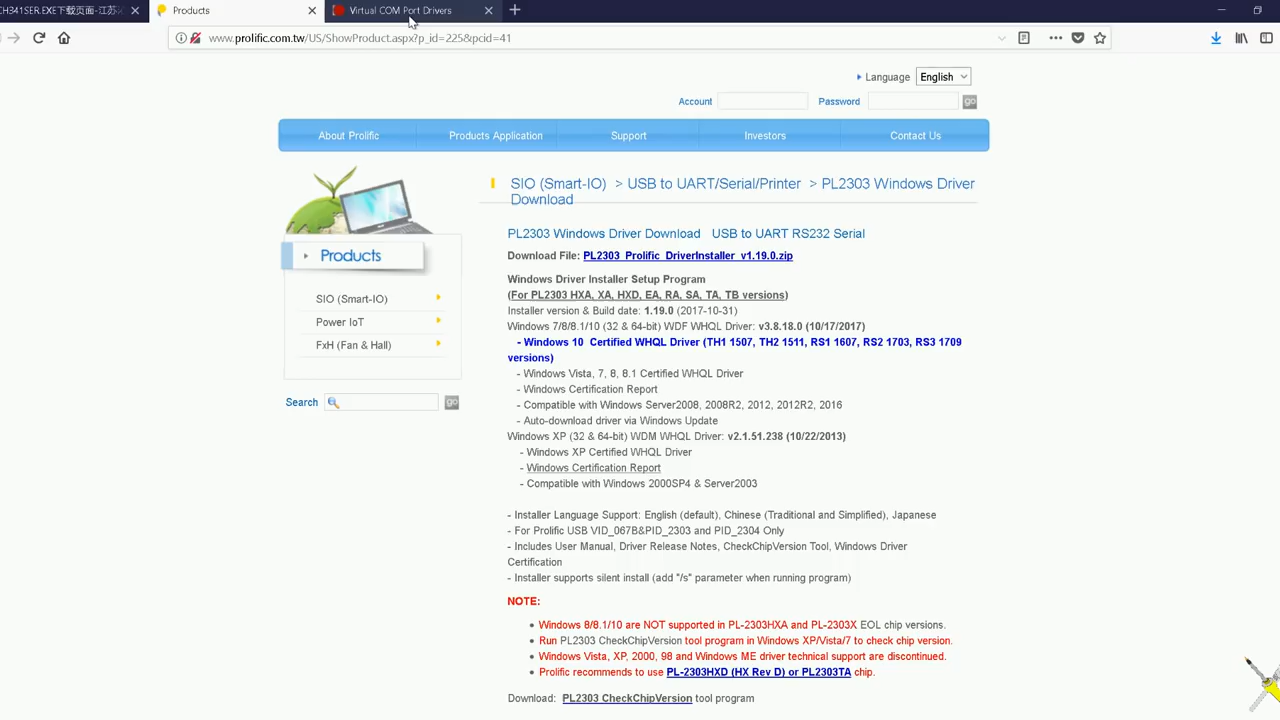 CH341SER.EXE下载页面-江苏
Products
Virtual COM Port Drivers
www.prolific.com.tw/US/ShowProduct.aspx?p_id=225&pcid=41
Language English
Account Password go
About Prolific Products Application Support Investors Contact Us
SIO (Smart-IO) > USB to UART/Serial/Printer > PL2303 Windows Driver
Download
Products
SIO (Smart-IO)
Power IoT
FxH (Fan & Hall)
Search go
PL2303 Windows Driver Download USB to UART RS232 Serial
Download File: PL2303_Prolific_DriverInstaller_v1.19.0.zip
Windows Driver Installer Setup Program
(For PL2303 HXA, XA, HXD, EA, RA, SA, TA, TB versions)
Installer version & Build date: 1.19.0 (2017-10-31)
Windows 7/8/8.1/10 (32 & 64-bit) WDF WHQL Driver: v3.8.18.0 (10/17/2017)
- Windows 10 Certified WHQL Driver (TH1 1507, TH2 1511, RS1 1607, RS2 1703, RS3 1709
versions)
- Windows Vista, 7, 8, 8.1 Certified WHQL Driver
- Windows Certification Report
- Compatible with Windows Server2008, 2008R2, 2012, 2012R2, 2016
- Auto-download driver via Windows Update
Windows XP (32 & 64-bit) WDM WHQL Driver: v2.1.51.238 (10/22/2013)
- Windows XP Certified WHQL Driver
- Windows Certification Report
- Compatible with Windows 2000SP4 & Server2003
- Installer Language Support: English (default), Chinese (Traditional and Simplified), Japanese
- For Prolific USB VID_067B&PID_2303 and PID_2304 Only
- Includes User Manual, Driver Release Notes, CheckChipVersion Tool, Windows Driver
Certification
- Installer supports silent install (add "/s" parameter when running program)
NOTE:
• Windows 8/8.1/10 are NOT supported in PL-2303HXA and PL-2303X EOL chip versions.
• Run PL2303 CheckChipVersion tool program in Windows XP/Vista/7 to check chip version.
• Windows Vista, XP, 2000, 98 and Windows ME driver technical support are discontinued.
• Prolific recommends to use PL-2303HXD (HX Rev D) or PL2303TA chip.
Download: PL2303 CheckChipVersion tool program